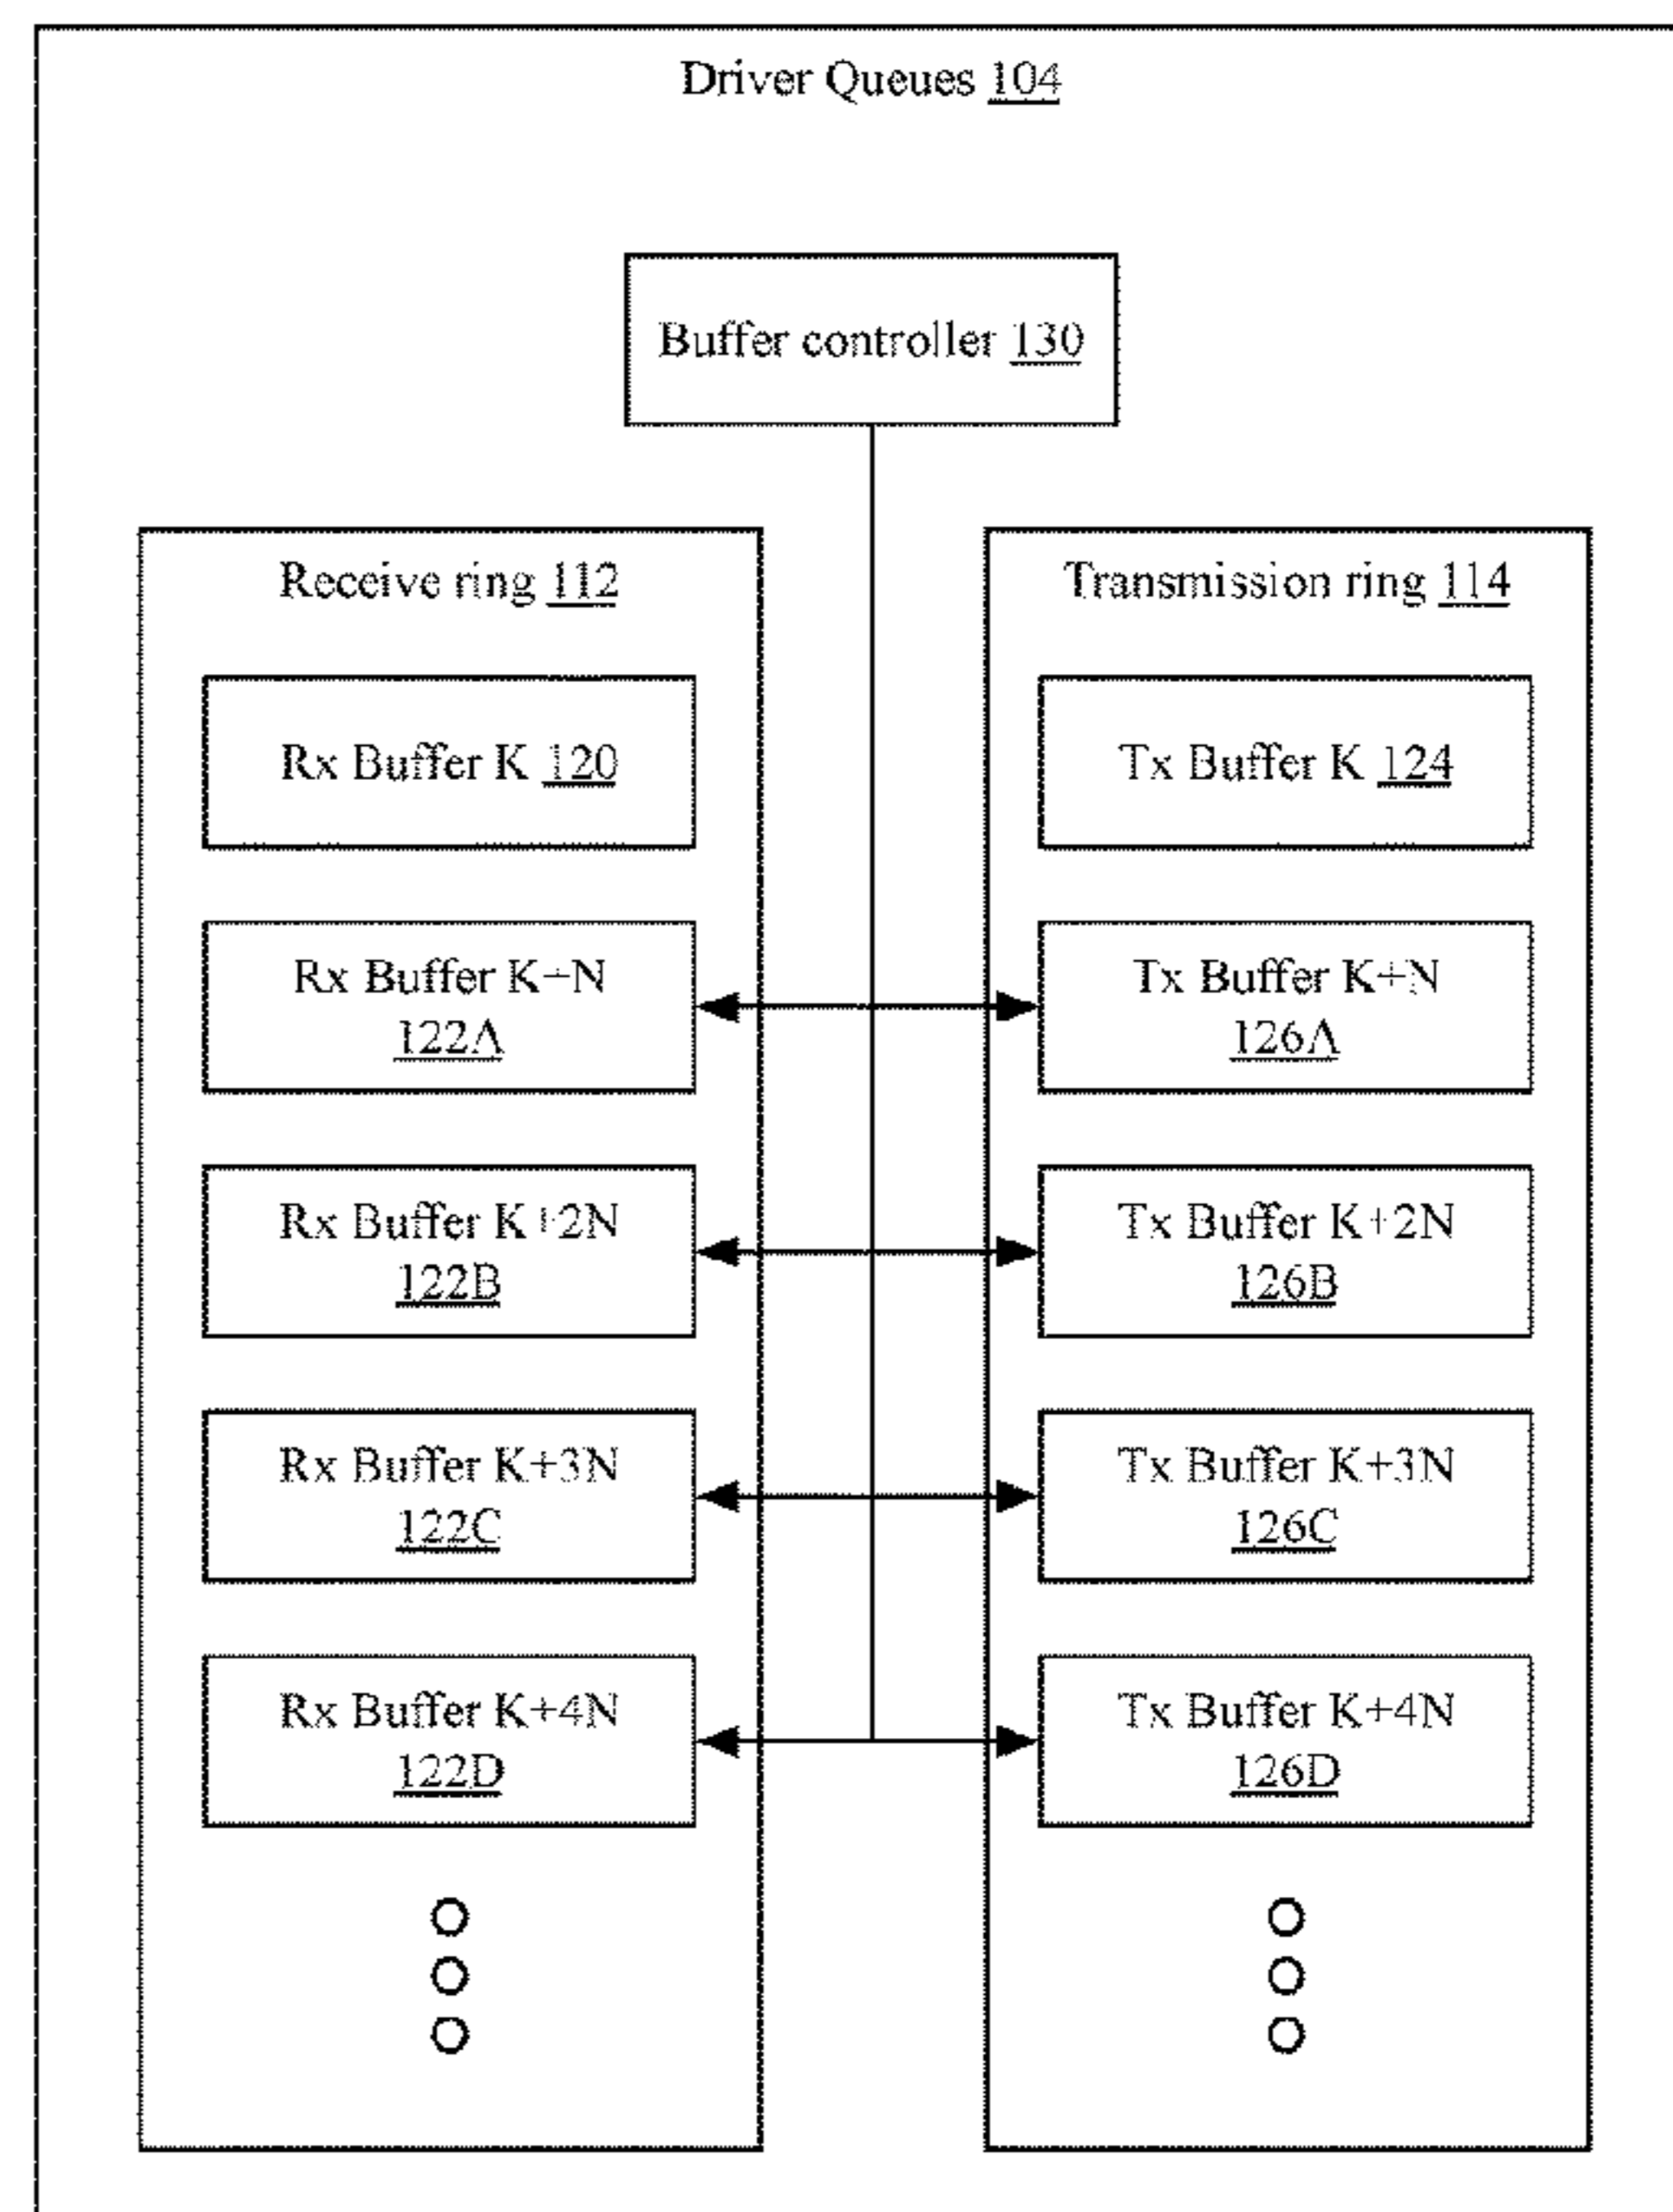 Driver Queues 104
Buffer controller 130
Receive ring 112
Rx Buffer K 120
Rx Buffer K+N
122A
Rx Buffer K+2N
122B
Rx Buffer K+3N
122C
Rx Buffer K+4N
122D
Transmission ring 114
Tx Buffer K 124
Tx Buffer K+N
126A
Tx Buffer K+2N
126B
Tx Buffer K+3N
126C
Tx Buffer K+4N
126D